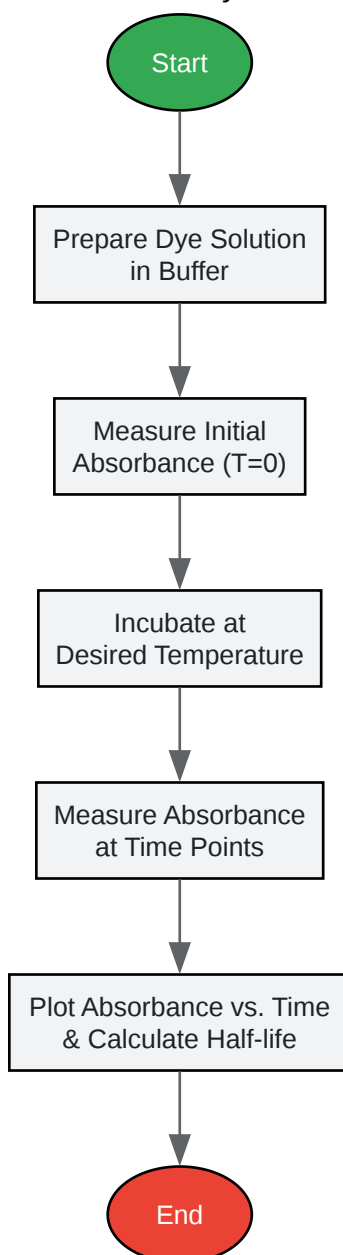 Start
Prepare Dye Solution
in Buffer
Measure Initial
Absorbance (T=0)
Incubate at
Desired Temperature
Measure Absorbance
at Time Points
Plot Absorbance vs. Time
& Calculate Half-life
End